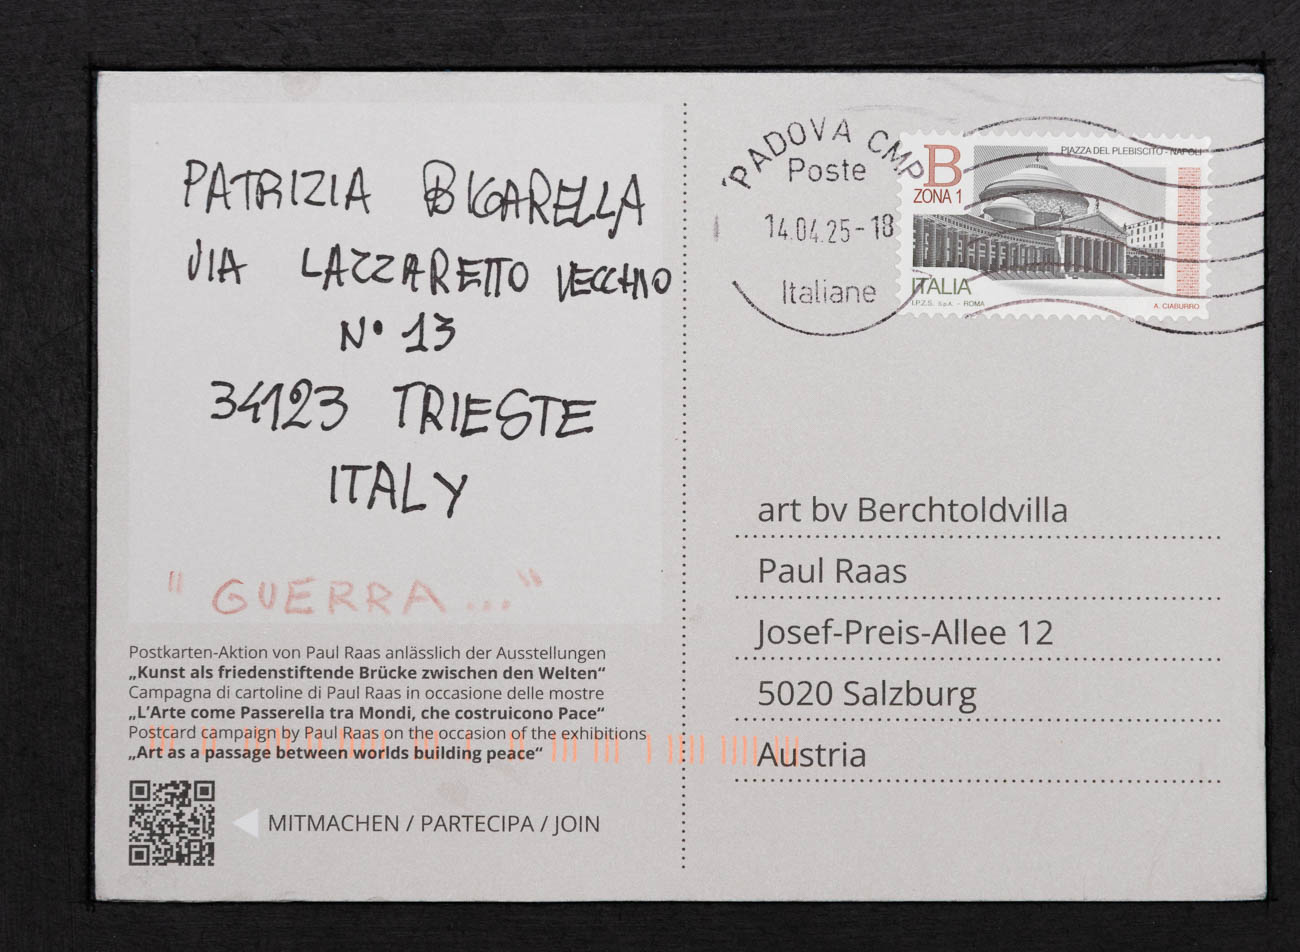 PATRIZIA BIGARELLA
VIA LAZZARETTO VECCHIO
N° 13
34123 TRIESTE
ITALY
"GUERRA..."
Postkarten-Aktion von Paul Raas anlässlich der Ausstellungen
„Kunst als friedenstiftende Brücke zwischen den Welten“
Campagna di cartoline di Paul Raas in occasione delle mostre
„L’Arte come Passerella tra Mondi, che costruicono Pace“
Postcard campaign by Paul Raas on the occasion of the exhibitions
„Art as a passage between worlds building peace“
MITMACHEN / PARTECIPA / JOIN
PADOVA CMP
Poste
14.04.25-18
Italiane
PIAZZA DEL PLEBISCITO - NAPOLI
B
ZONA 1
ITALIA
I.P.Z.S. S.p.A. - ROMA
A. CIABURRO
art bv Berchtoldvilla
Paul Raas
Josef-Preis-Allee 12
5020 Salzburg
Austria